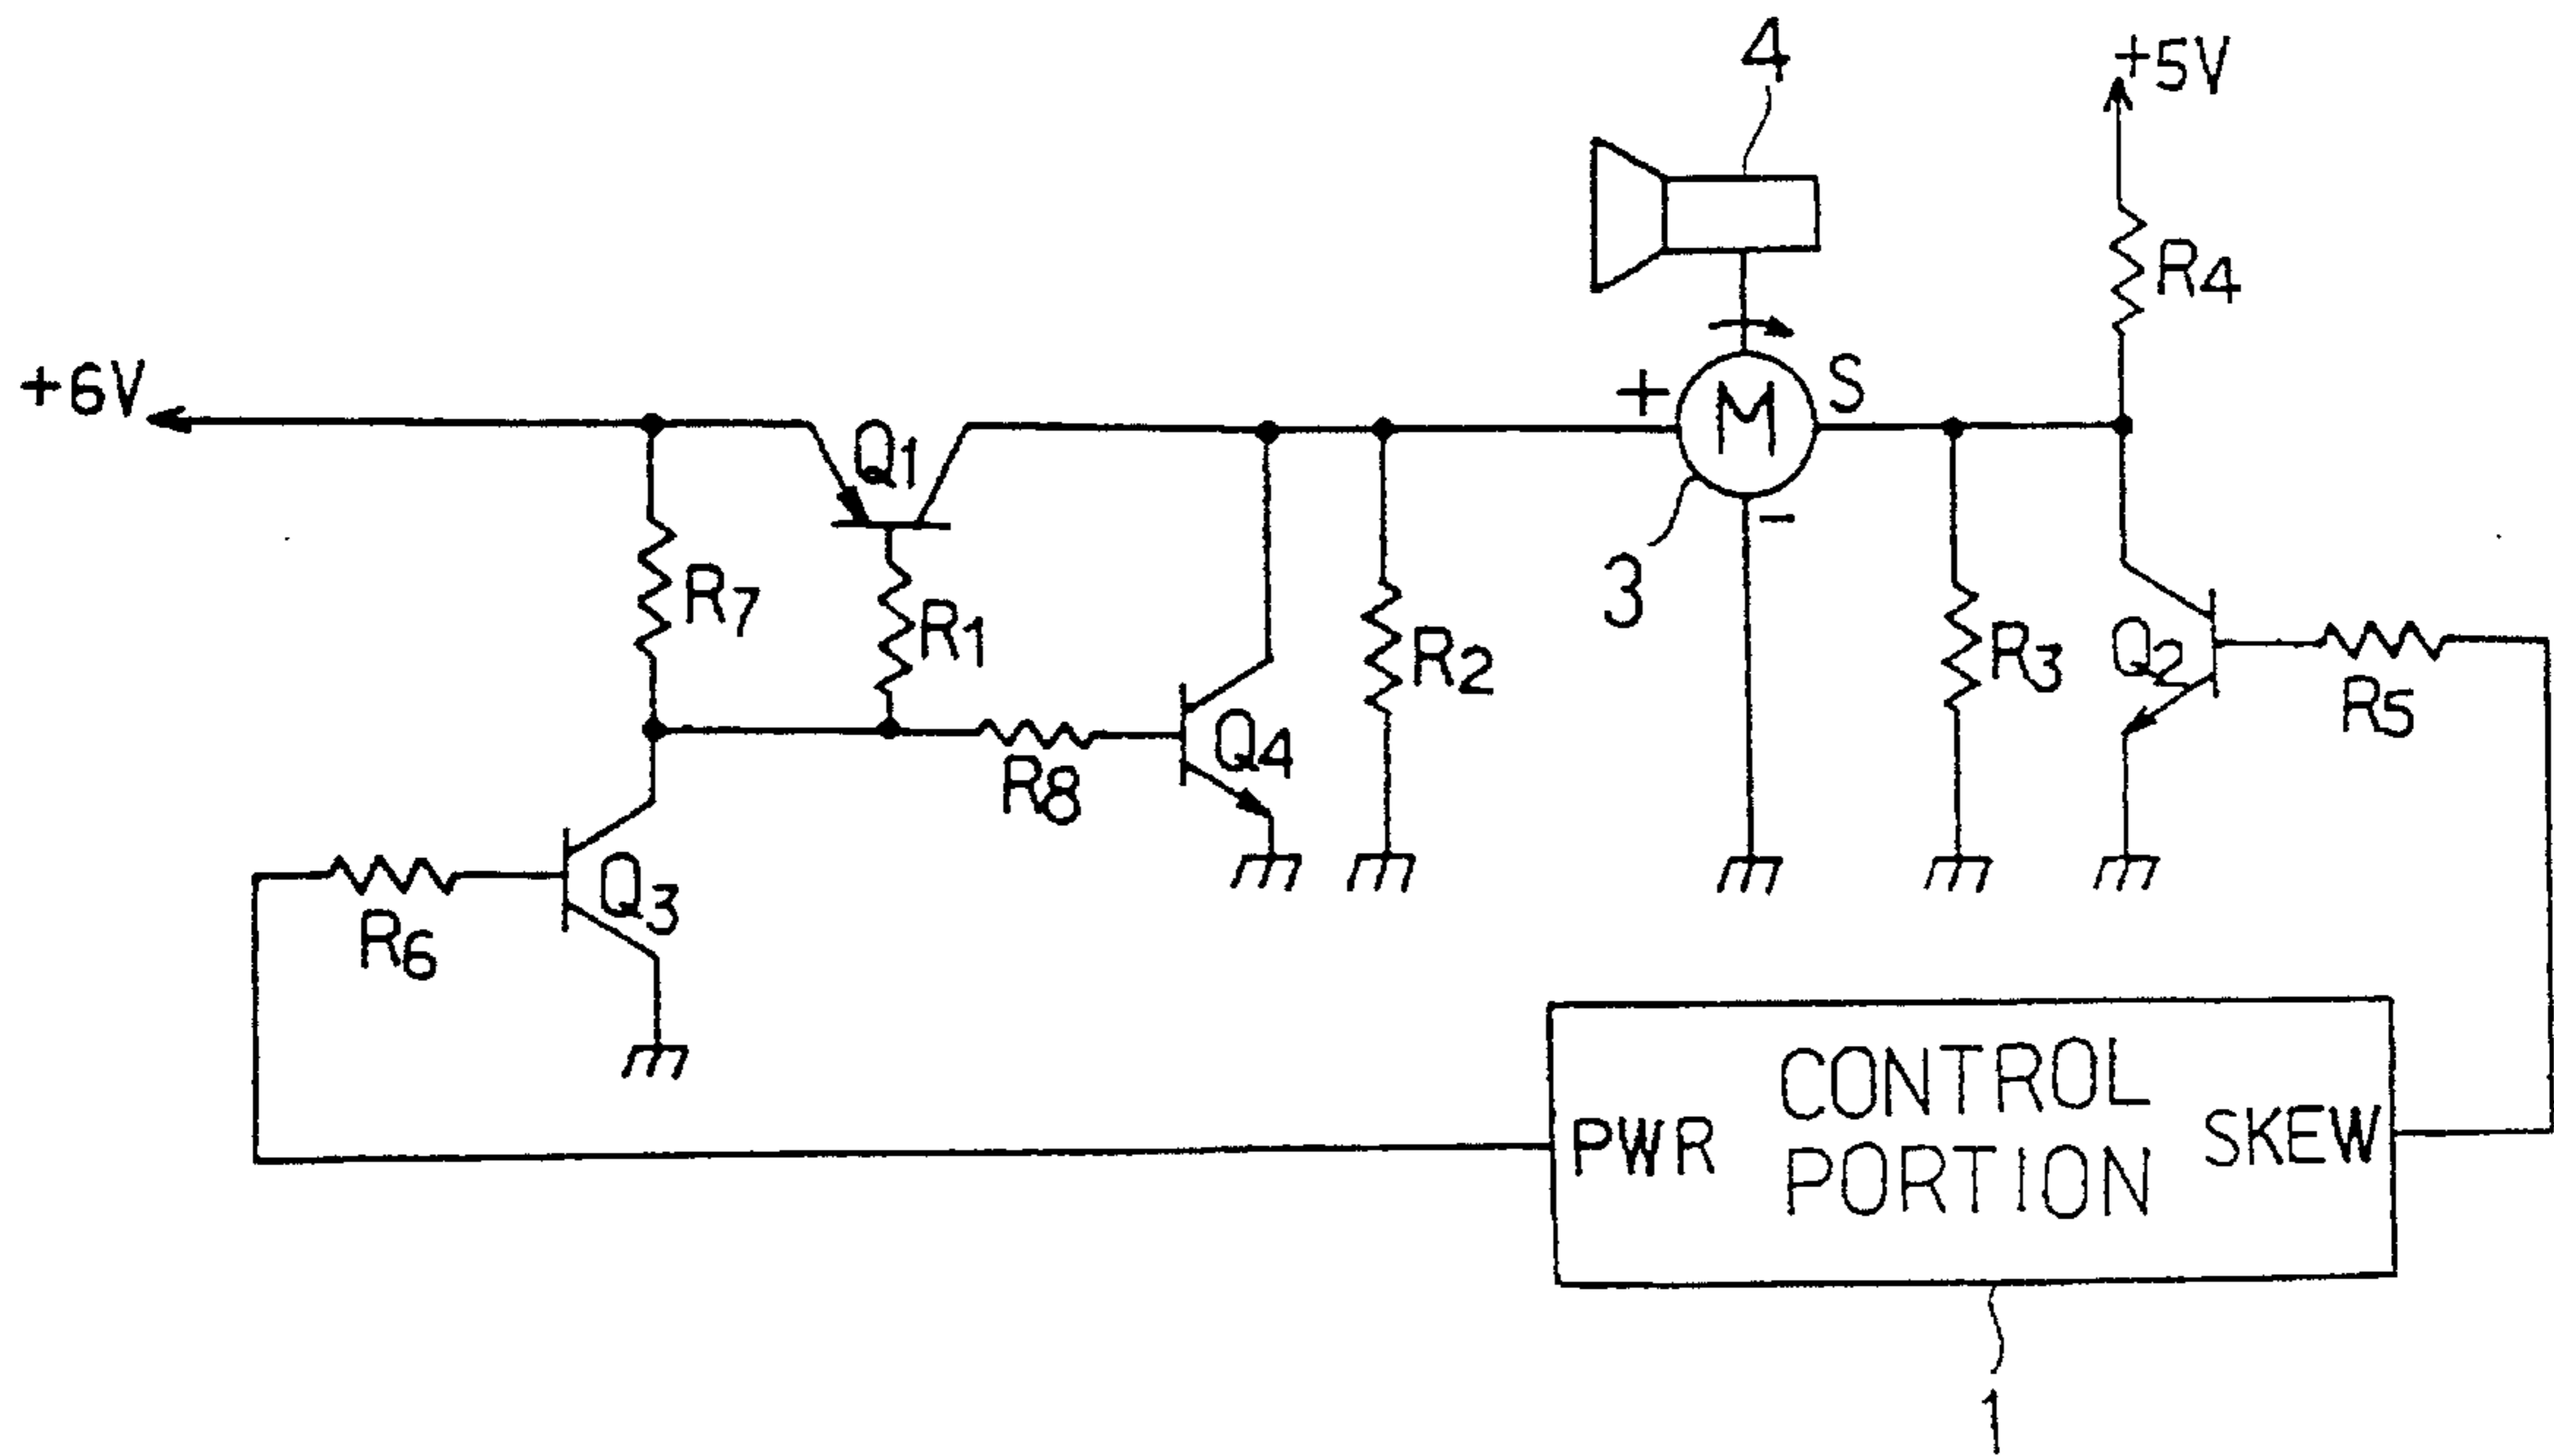 4
+5V
R4
+6V
Q1
+
M
S
-
3
R7
R1
R2
R3
Q2
R5
R8
Q4
R6
Q3
PWR
CONTROL
PORTION
SKEW
1